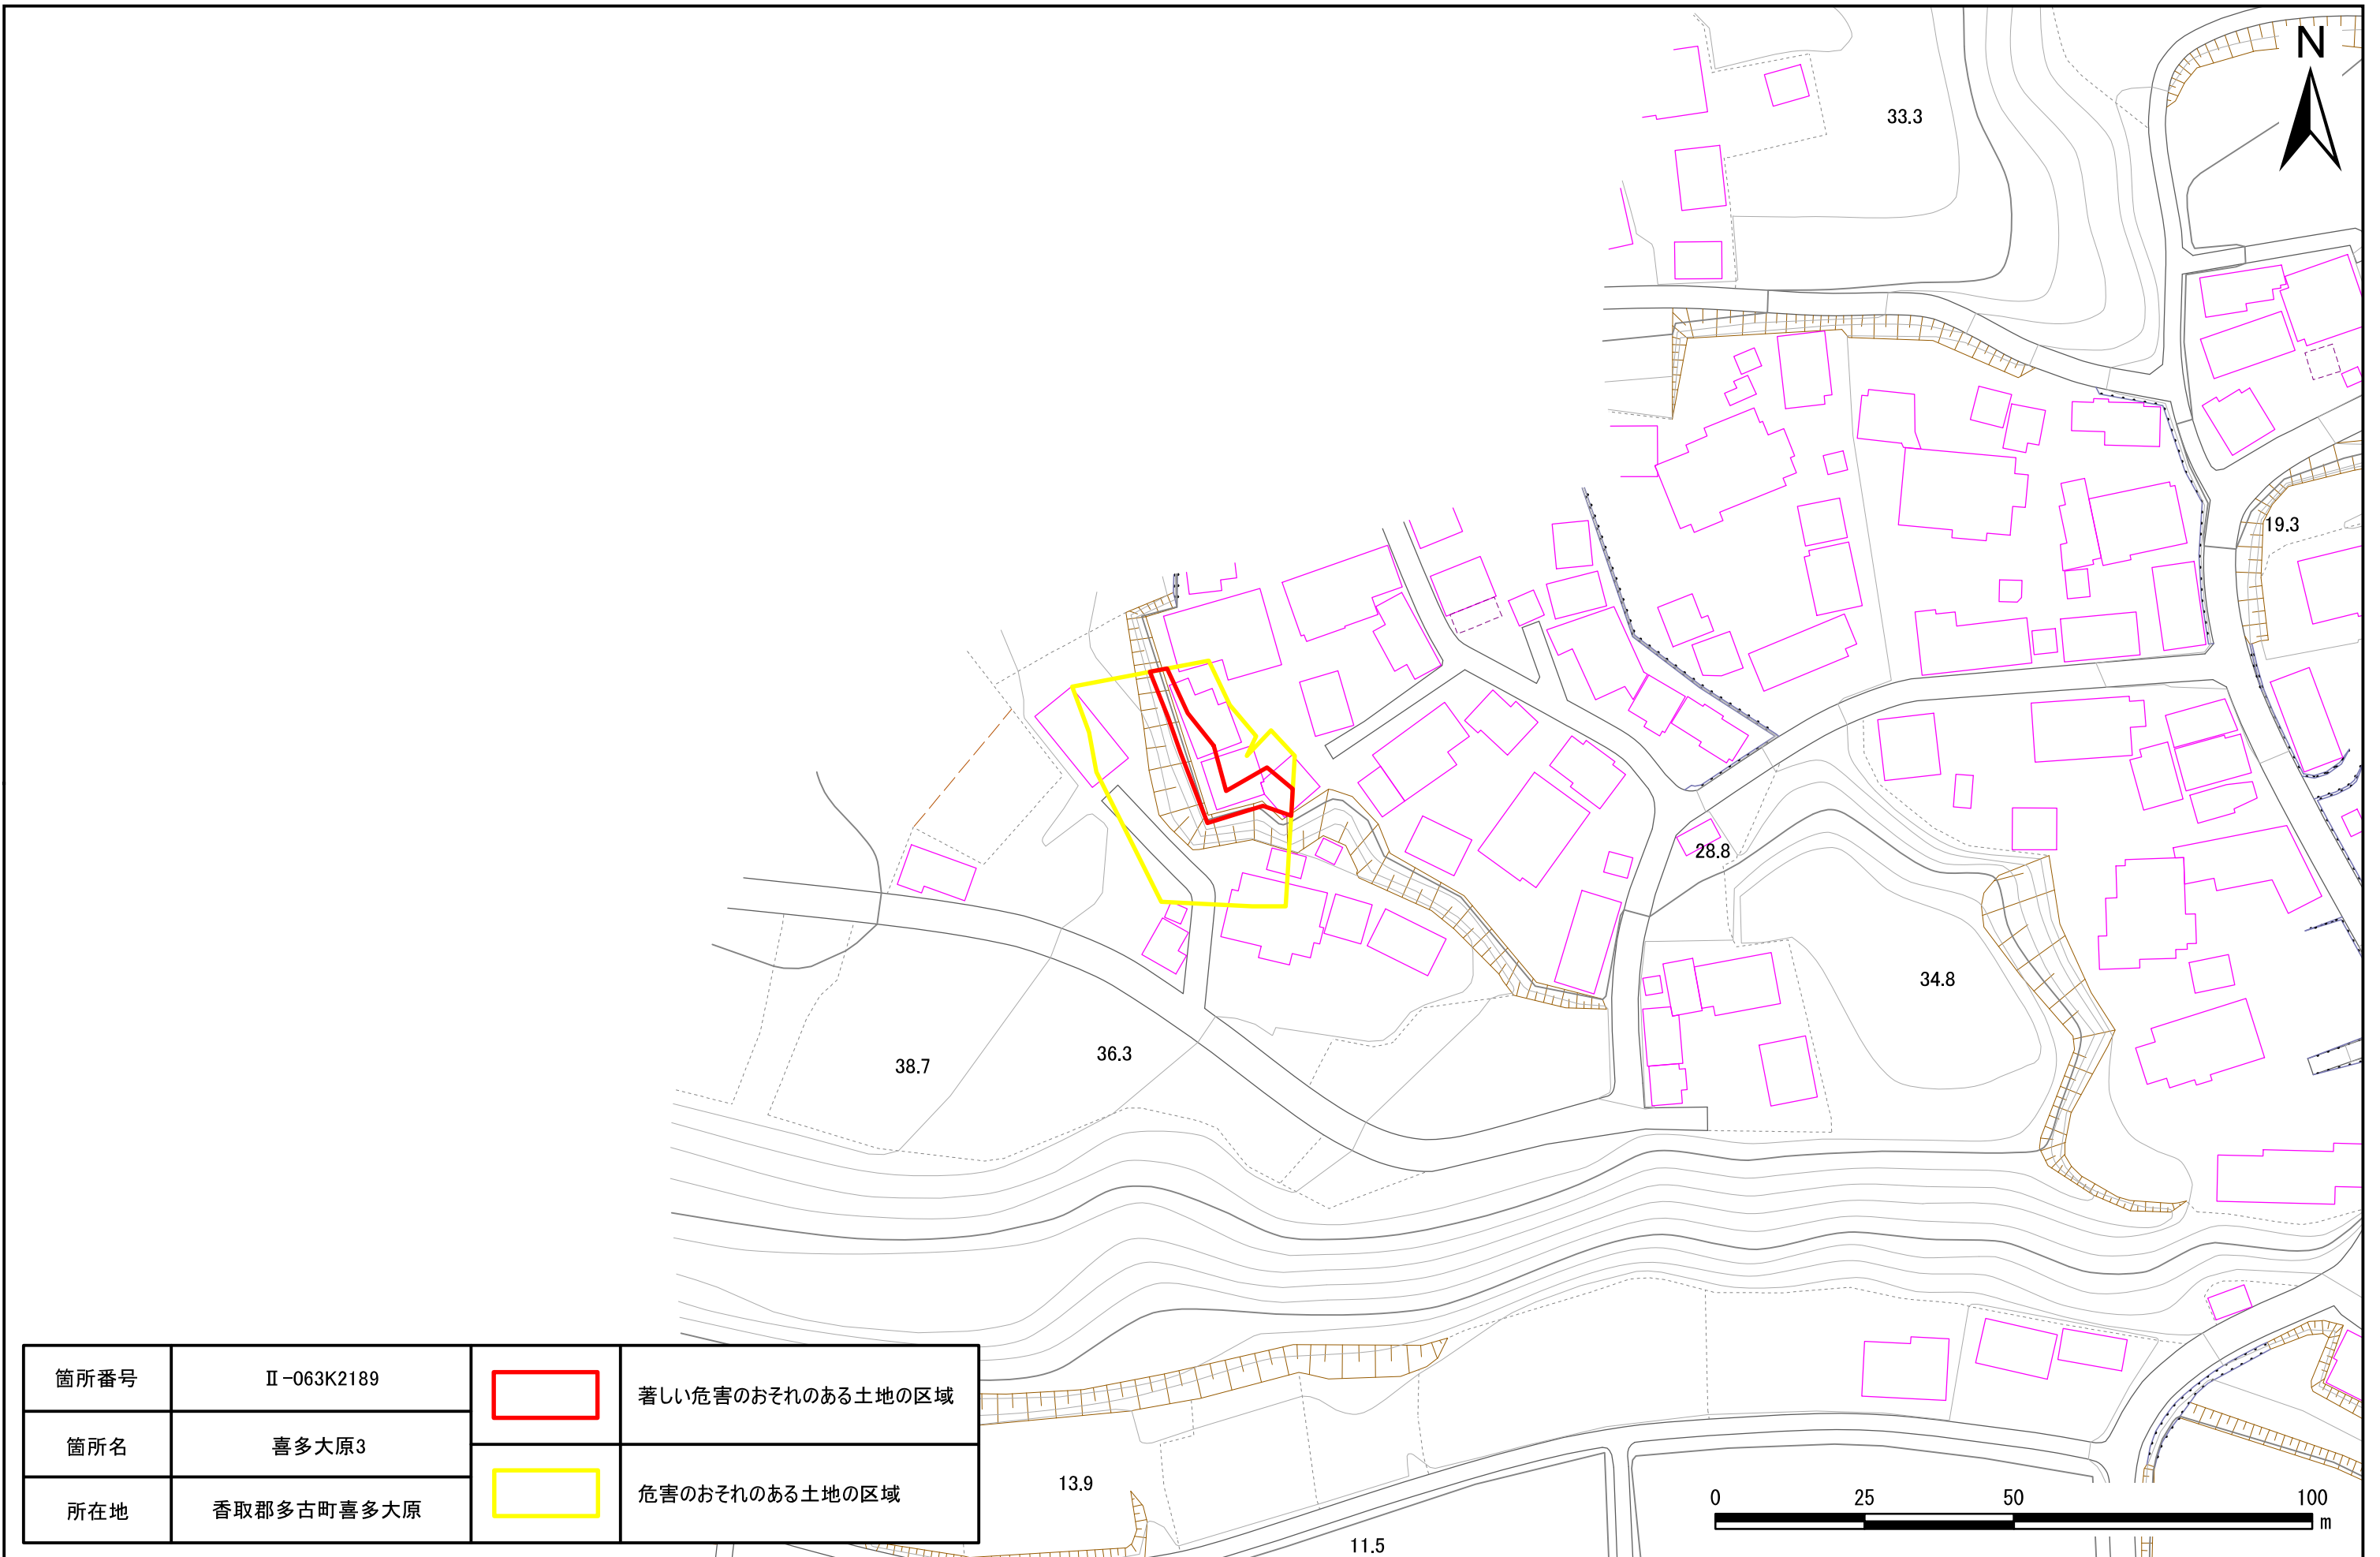 N
33.3
19.3
28.8
34.8
36.3
38.7
13.9
11.5
箇所番号 Ⅱ-063K2189
箇所名 喜多大原3
所在地 香取郡多古町喜多大原
著しい危害のおそれのある土地の区域
危害のおそれのある土地の区域
0 25 50 100
m